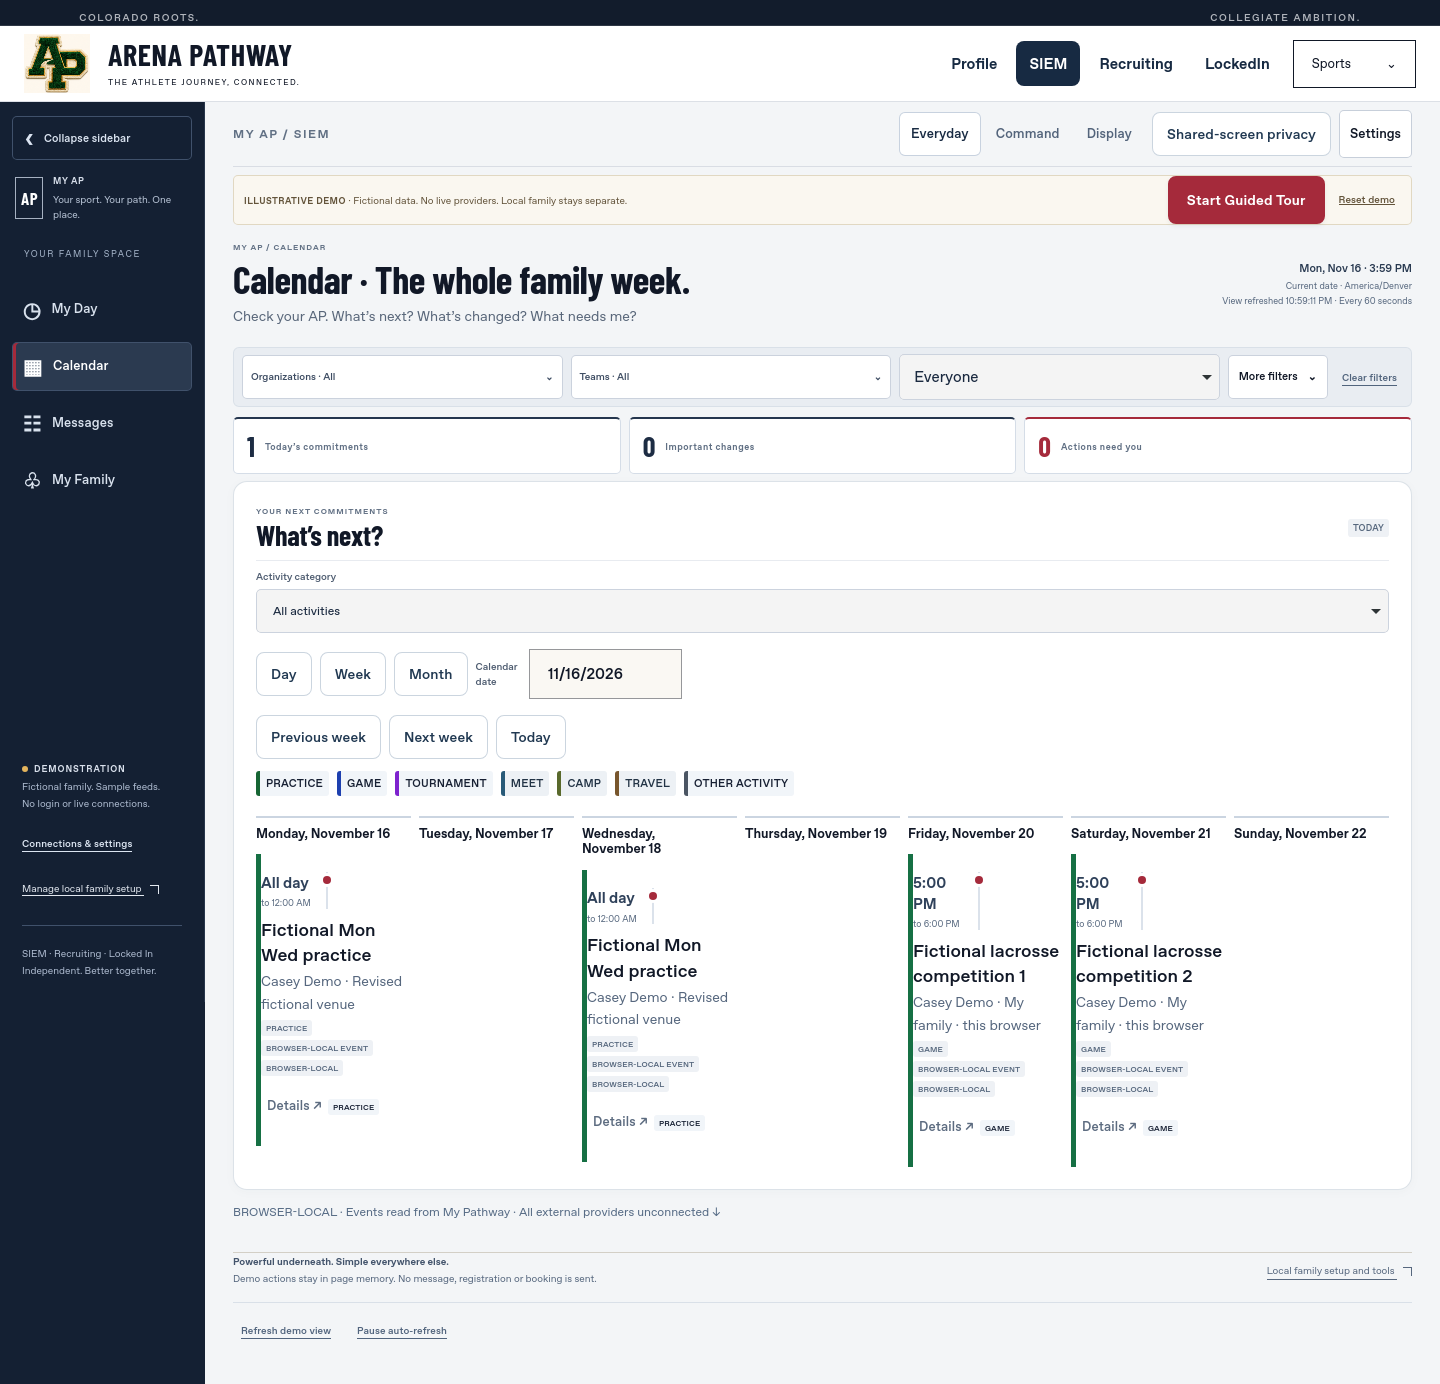 COLORADO ROOTS.
COLLEGIATE AMBITION.
AP
ARENA PATHWAY
THE ATHLETE JOURNEY, CONNECTED.
Profile
SIEM
Recruiting
LockedIn
Sports
Collapse sidebar
AP
MY AP
Your sport. Your path. One
place.
YOUR FAMILY SPACE
My Day
Calendar
Messages
My Family
DEMONSTRATION
Fictional family. Sample feeds.
No login or live connections.
Connections & settings
Manage local family setup
SIEM · Recruiting · Locked In
Independent. Better together.
MY AP / SIEM
Everyday
Command
Display
Shared-screen privacy
Settings
ILLUSTRATIVE DEMO · Fictional data. No live providers. Local family stays separate.
Start Guided Tour
Reset demo
MY AP / CALENDAR
Calendar · The whole family week.
Check your AP. What’s next? What’s changed? What needs me?
Mon, Nov 16 · 3:59 PM
Current date · America/Denver
View refreshed 10:59:11 PM · Every 60 seconds
Organizations · All
Teams · All
Everyone
More filters
Clear filters
1 Today’s commitments
0 Important changes
0 Actions need you
YOUR NEXT COMMITMENTS
What’s next?
TODAY
Activity category
All activities
Day
Week
Month
Calendar
date
11/16/2026
Previous week
Next week
Today
PRACTICE
GAME
TOURNAMENT
MEET
CAMP
TRAVEL
OTHER ACTIVITY
Monday, November 16
All day
to 12:00 AM
Fictional Mon
Wed practice
Casey Demo · Revised
fictional venue
PRACTICE
BROWSER-LOCAL EVENT
BROWSER-LOCAL
Details ↗ PRACTICE
Tuesday, November 17
Wednesday,
November 18
All day
to 12:00 AM
Fictional Mon
Wed practice
Casey Demo · Revised
fictional venue
PRACTICE
BROWSER-LOCAL EVENT
BROWSER-LOCAL
Details ↗ PRACTICE
Thursday, November 19
Friday, November 20
5:00
PM
to 6:00 PM
Fictional lacrosse
competition 1
Casey Demo · My
family · this browser
GAME
BROWSER-LOCAL EVENT
BROWSER-LOCAL
Details ↗ GAME
Saturday, November 21
5:00
PM
to 6:00 PM
Fictional lacrosse
competition 2
Casey Demo · My
family · this browser
GAME
BROWSER-LOCAL EVENT
BROWSER-LOCAL
Details ↗ GAME
Sunday, November 22
BROWSER-LOCAL · Events read from My Pathway · All external providers unconnected ↓
Powerful underneath. Simple everywhere else.
Demo actions stay in page memory. No message, registration or booking is sent.
Local family setup and tools
Refresh demo view
Pause auto-refresh